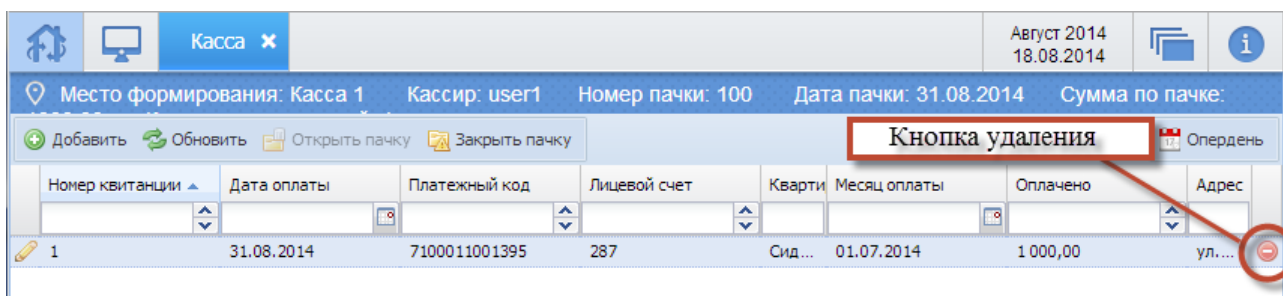 Касса ×
Август 2014
18.08.2014
Место формирования: Касса 1 Кассир: user1 Номер пачки: 100 Дата пачки: 31.08.2014 Сумма по пачке:
Добавить Обновить Открыть пачку Закрыть пачку Кнопка удаления 17 Опердень
Номер квитанции Дата оплаты Платежный код Лицевой счет Кварти Месяц оплаты Оплачено Адрес
1 31.08.2014 7100011001395 287 Сид... 01.07.2014 1 000,00 ул....